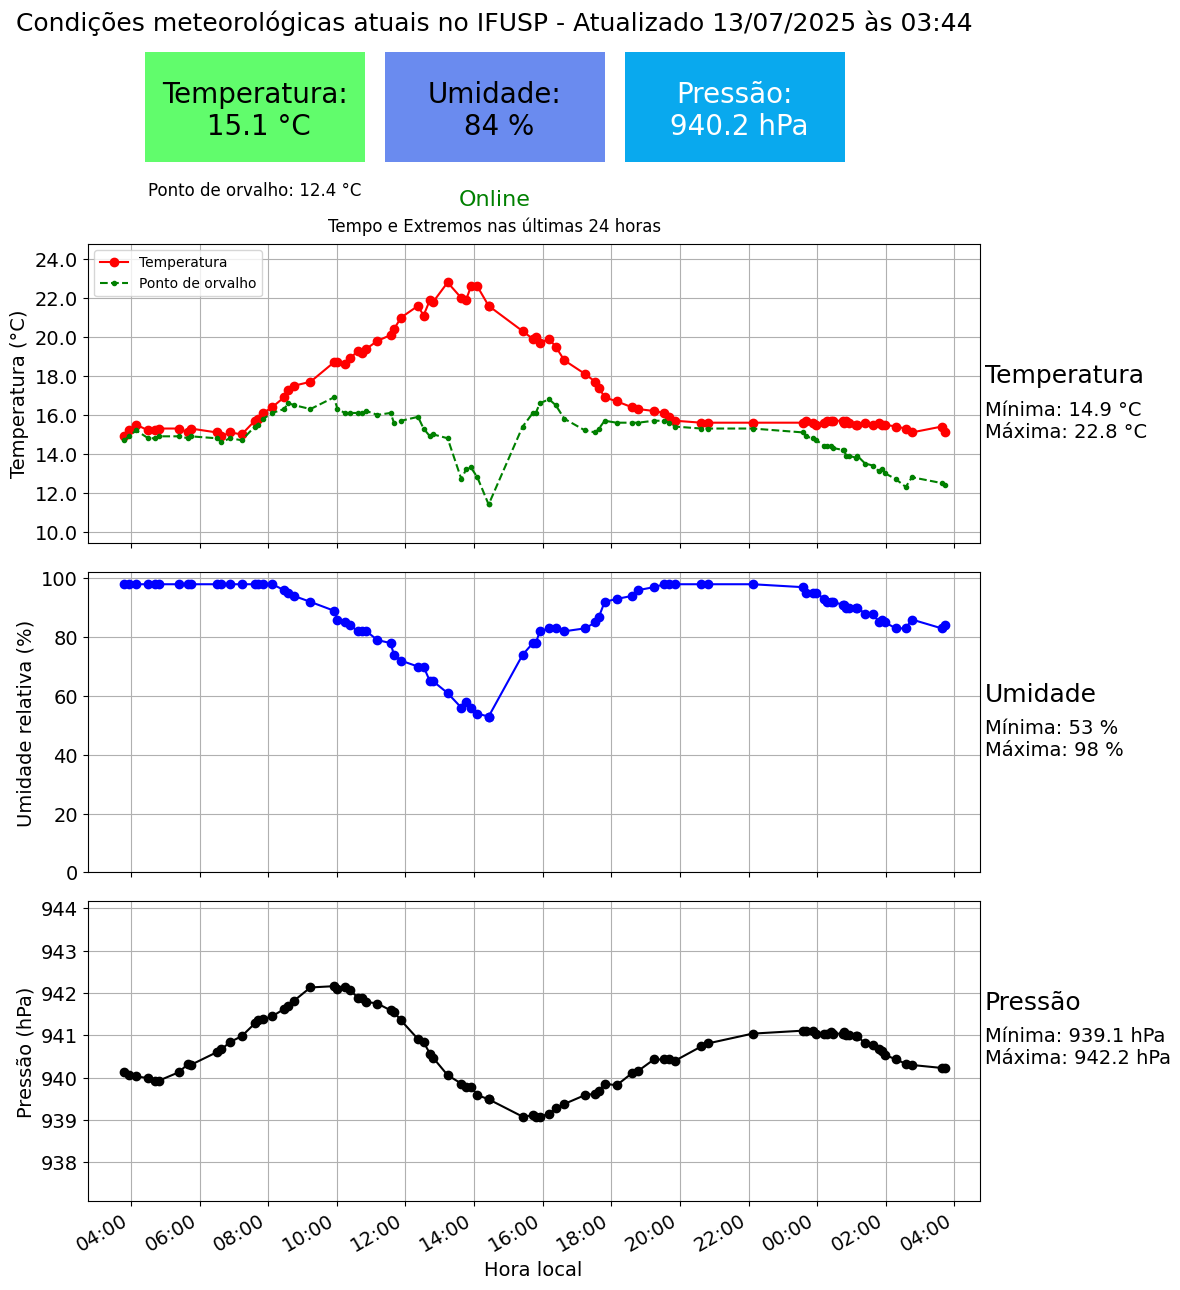 Condições meteorológicas atuais no IFUSP - Atualizado 13/07/2025 às 03:44
Temperatura:
15.1 °C
Umidade:
84 %
Pressão:
940.2 hPa
Ponto de orvalho: 12.4 °C
Online
Tempo e Extremos nas últimas 24 horas
Temperatura
Ponto de orvalho
Temperatura (°C)
24.0
22.0
20.0
18.0
16.0
14.0
12.0
10.0
Temperatura
Mínima: 14.9 °C
Máxima: 22.8 °C
Umidade relativa (%)
100
80
60
40
20
0
Umidade
Mínima: 53 %
Máxima: 98 %
Pressão (hPa)
944
943
942
941
940
939
938
Pressão
Mínima: 939.1 hPa
Máxima: 942.2 hPa
04:00 06:00 08:00 10:00 12:00 14:00 16:00 18:00 20:00 22:00 00:00 02:00 04:00
Hora local